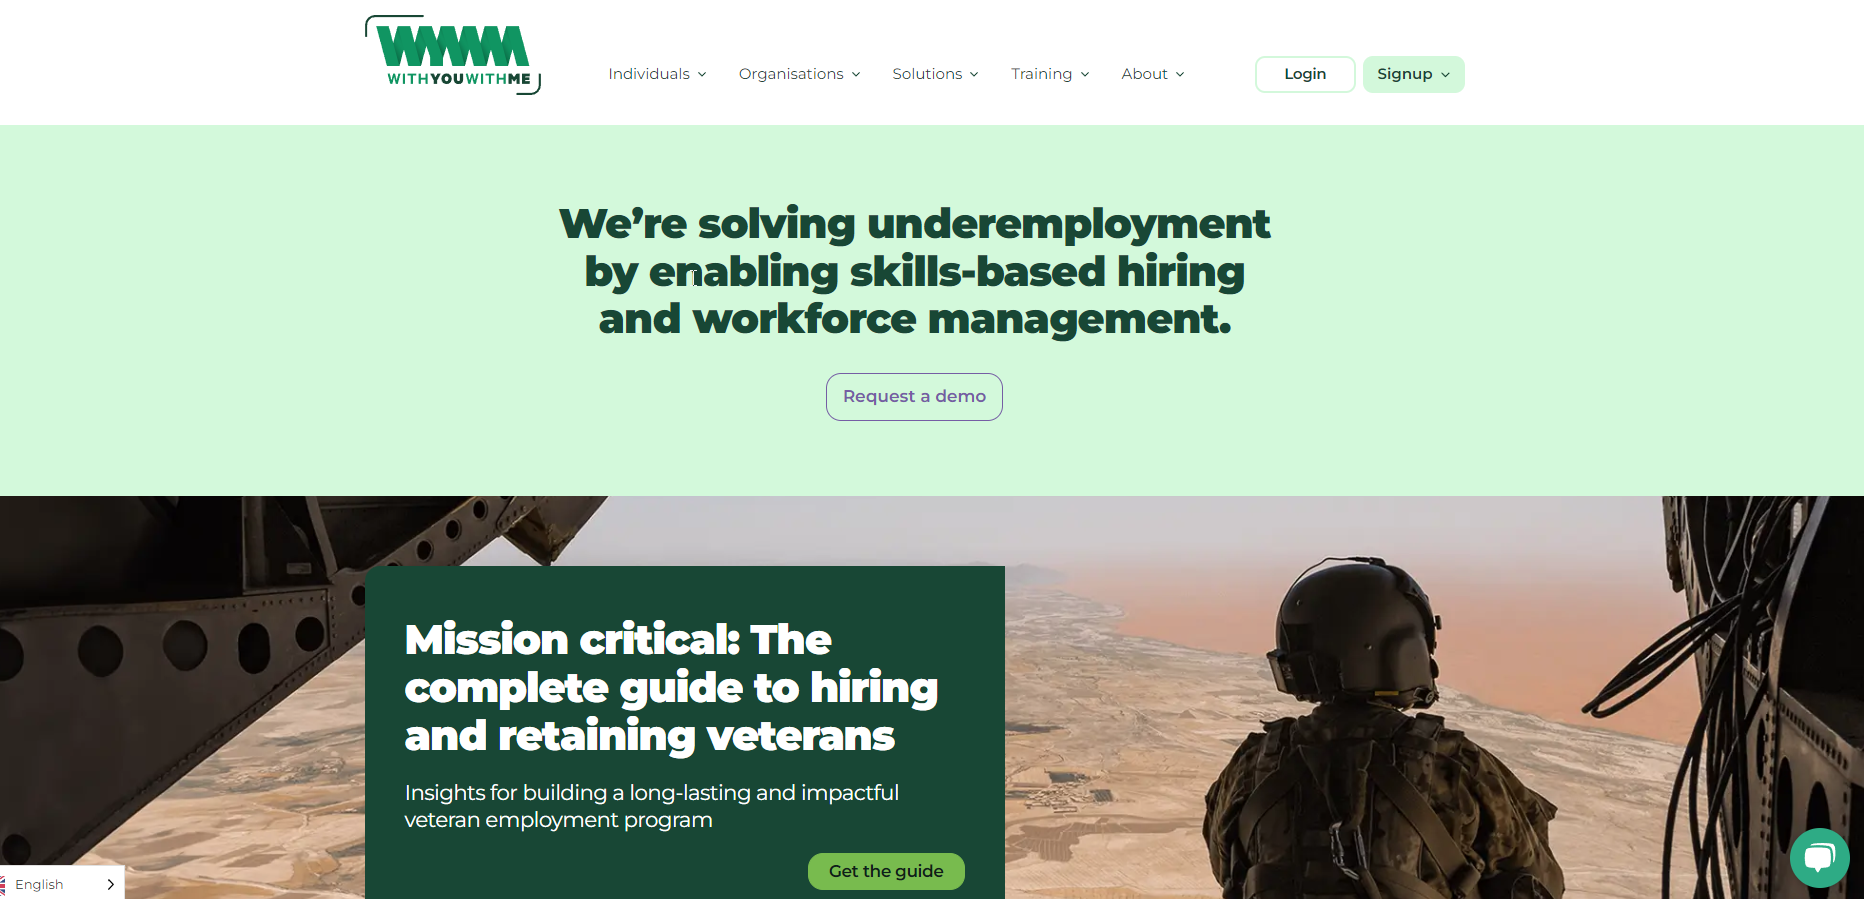 WYWM
WITHYOUWITHME
Individuals
Organisations
Solutions
Training
About
Login
Signup
We’re solving underemployment
by enabling skills-based hiring
and workforce management.
Request a demo
Mission critical: The
complete guide to hiring
and retaining veterans
Insights for building a long-lasting and impactful
veteran employment program
Get the guide
English